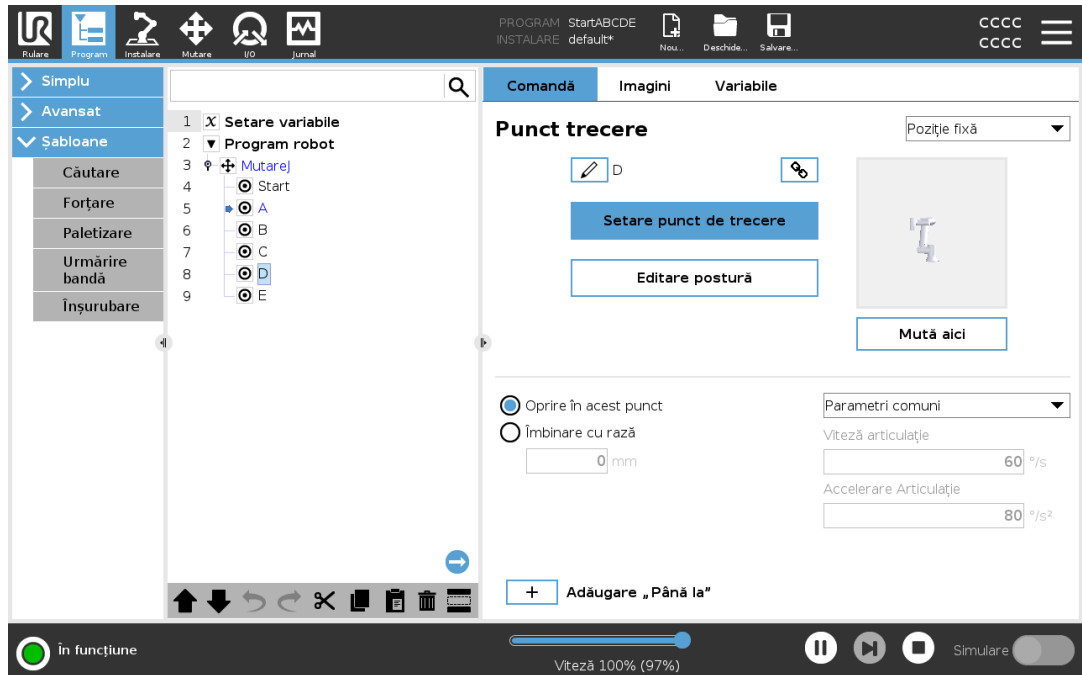 PROGRAM StartABCDE
INSTALARE default*
CCCC
CCCC
Rulare Program Instalare Mutare I/O Jurnal Nou... Deschide... Salvare...
Simplu
Avansat
Șabloane
Căutare
Forțare
Paletizare
Urmărire
bandă
Înșurubare
1 X Setare variabile
2 Program robot
3 MutareJ
4 Start
5 A
6 B
7 C
8 D
9 E
Comandă Imagini Variabile
Punct trecere
Poziție fixă
D
Setare punct de trecere
Editare postură
Mută aici
Oprire în acest punct
Îmbinare cu rază
0 mm
Parametri comuni
Viteză articulație
60 °/s
Accelerare Articulație
80 °/s²
+ Adăugare „Până la”
În funcțiune
Viteză 100% (97%)
Simulare